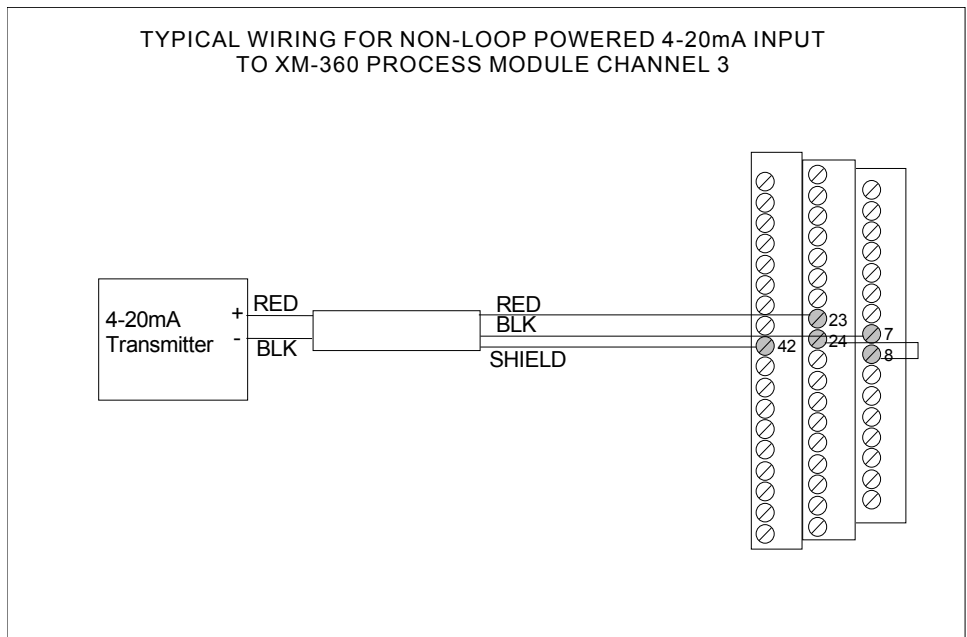 TYPICAL WIRING FOR NON-LOOP POWERED 4-20mA INPUT
TO XM-360 PROCESS MODULE CHANNEL 3
4-20mA
Transmitter
+
-
RED
BLK
RED
BLK
SHIELD
42
23
24
7
8